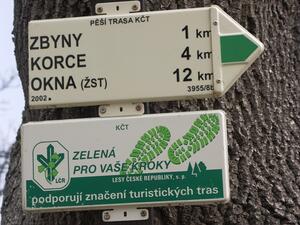 PĚŠÍ TRASA KČT
ZBYNY 1 km
KORCE 4 km
OKNA (ŽST) 12 km
2002 3955/8b
KČT
ZELENÁ
PRO VAŠE KROKY
LČR LESY ČESKÉ REPUBLIKY, s. p.
podporují značení turistických tras